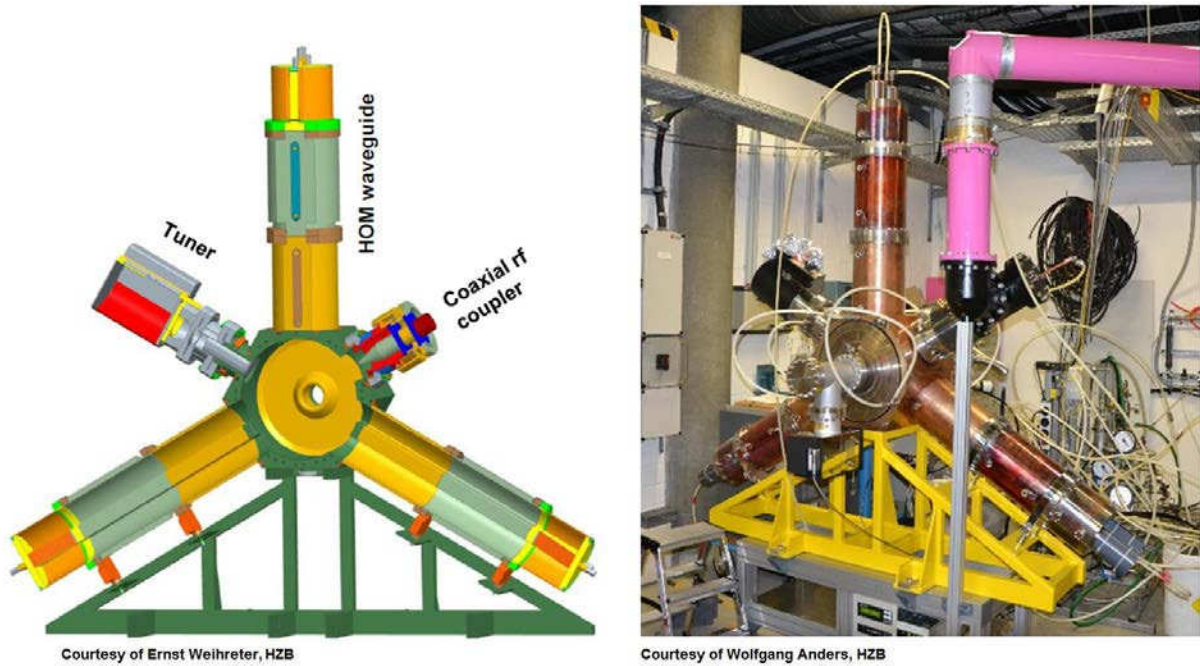 HOM waveguide
Tuner
Coaxial rf
coupler
Courtesy of Ernst Weihreter, HZB
Courtesy of Wolfgang Anders, HZB